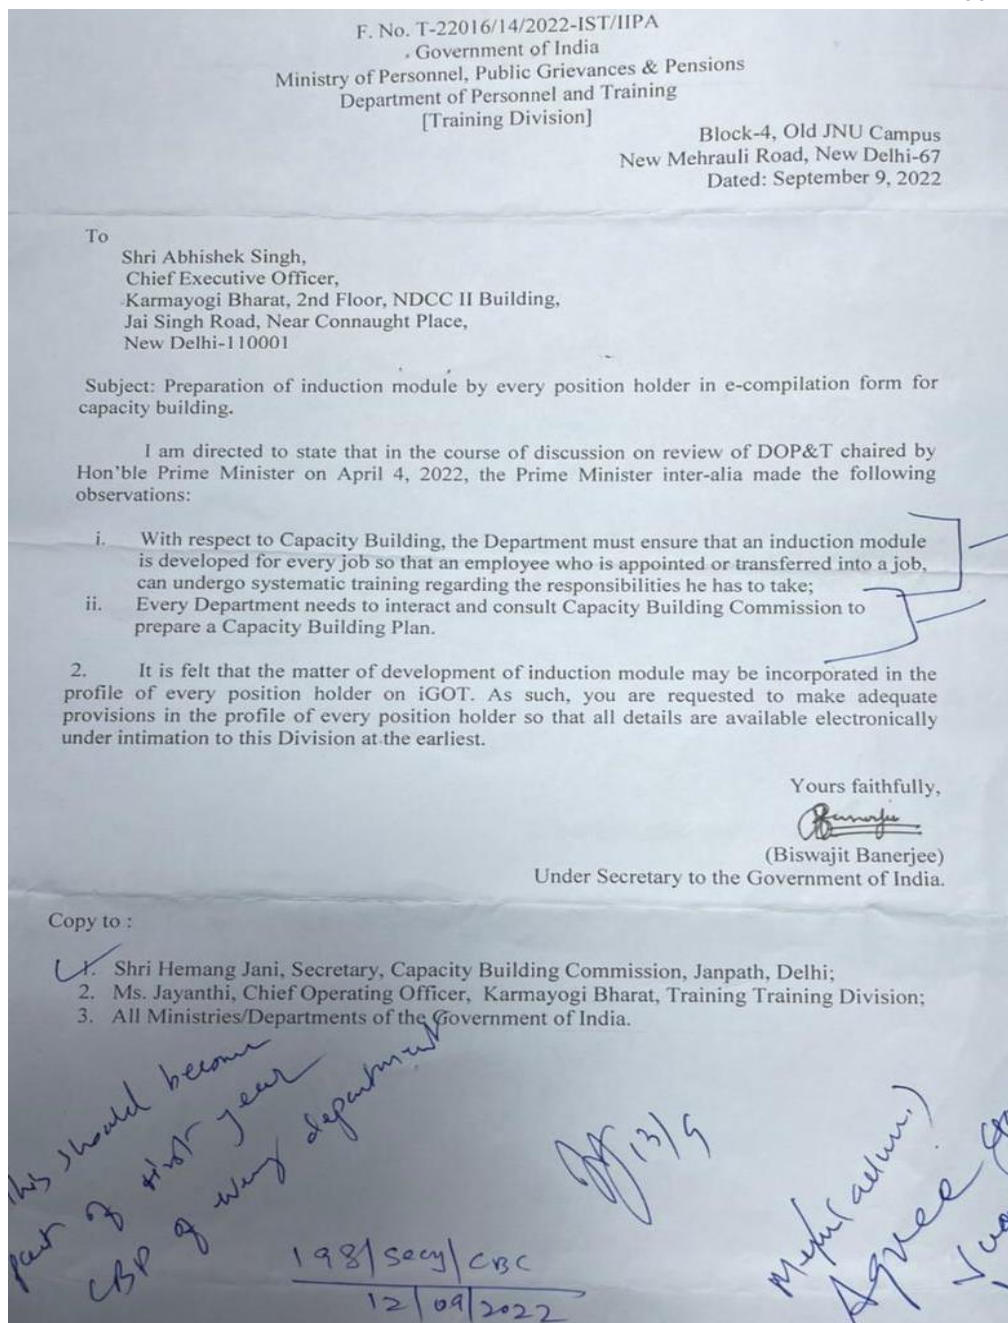 F. No. T-22016/14/2022-IST/IIPA
Government of India
Ministry of Personnel, Public Grievances & Pensions
Department of Personnel and Training
[Training Division]
Block-4, Old JNU Campus
New Mehrauli Road, New Delhi-67
Dated: September 9, 2022
To
Shri Abhishek Singh,
Chief Executive Officer,
Karmayogi Bharat, 2nd Floor, NDCC II Building,
Jai Singh Road, Near Connaught Place,
New Delhi-110001
Subject: Preparation of induction module by every position holder in e-compilation form for
capacity building.
I am directed to state that in the course of discussion on review of DOP&T chaired by
Hon'ble Prime Minister on April 4, 2022, the Prime Minister inter-alia made the following
observations:
i. With respect to Capacity Building, the Department must ensure that an induction module
is developed for every job so that an employee who is appointed or transferred into a job,
can undergo systematic training regarding the responsibilities he has to take;
ii. Every Department needs to interact and consult Capacity Building Commission to
prepare a Capacity Building Plan.
2. It is felt that the matter of development of induction module may be incorporated in the
profile of every position holder on iGOT. As such, you are requested to make adequate
provisions in the profile of every position holder so that all details are available electronically
under intimation to this Division at the earliest.
Yours faithfully,
(Biswajit Banerjee)
Under Secretary to the Government of India.
Copy to :
1. Shri Hemang Jani, Secretary, Capacity Building Commission, Janpath, Delhi;
2. Ms. Jayanthi, Chief Operating Officer, Karmayogi Bharat, Training Training Division;
3. All Ministries/Departments of the Government of India.
should become
part of first year
CBP of every department
13/9
198/Secy/CBC
12/09/2022
Agree